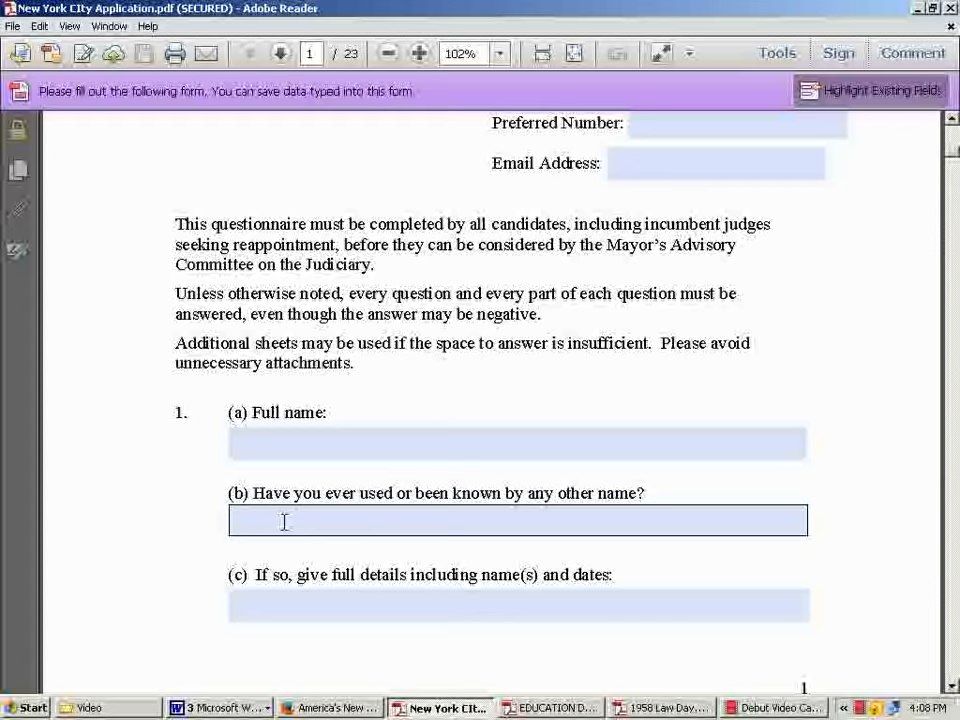 New York City Application.pdf (SECURED) - Adobe Reader
File Edit View Window Help
1 / 23 102% Tools Sign Comment
Please fill out the following form. You can save data typed into this form.
Highlight Existing Fields
Preferred Number:
Email Address:
This questionnaire must be completed by all candidates, including incumbent judges
seeking reappointment, before they can be considered by the Mayor's Advisory
Committee on the Judiciary.
Unless otherwise noted, every question and every part of each question must be
answered, even though the answer may be negative.
Additional sheets may be used if the space to answer is insufficient. Please avoid
unnecessary attachments.
1. (a) Full name:
(b) Have you ever used or been known by any other name?
(c) If so, give full details including name(s) and dates:
1
Start Video 3 Microsoft W... America's New ... New York Cit... EDUCATION D... 1958 Law Day... Debut Video Ca... « 4:08 PM